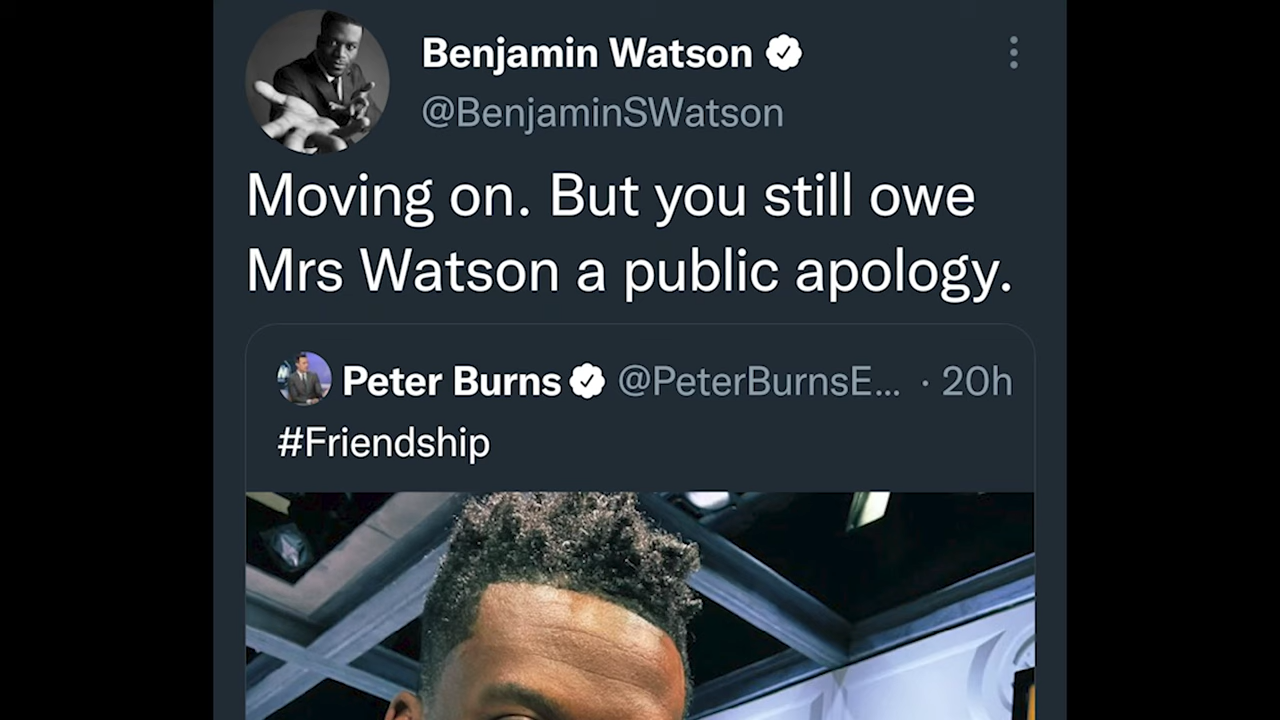 Benjamin Watson
@BenjaminSWatson
Moving on. But you still owe
Mrs Watson a public apology.
Peter Burns @PeterBurnsE... · 20h
#Friendship